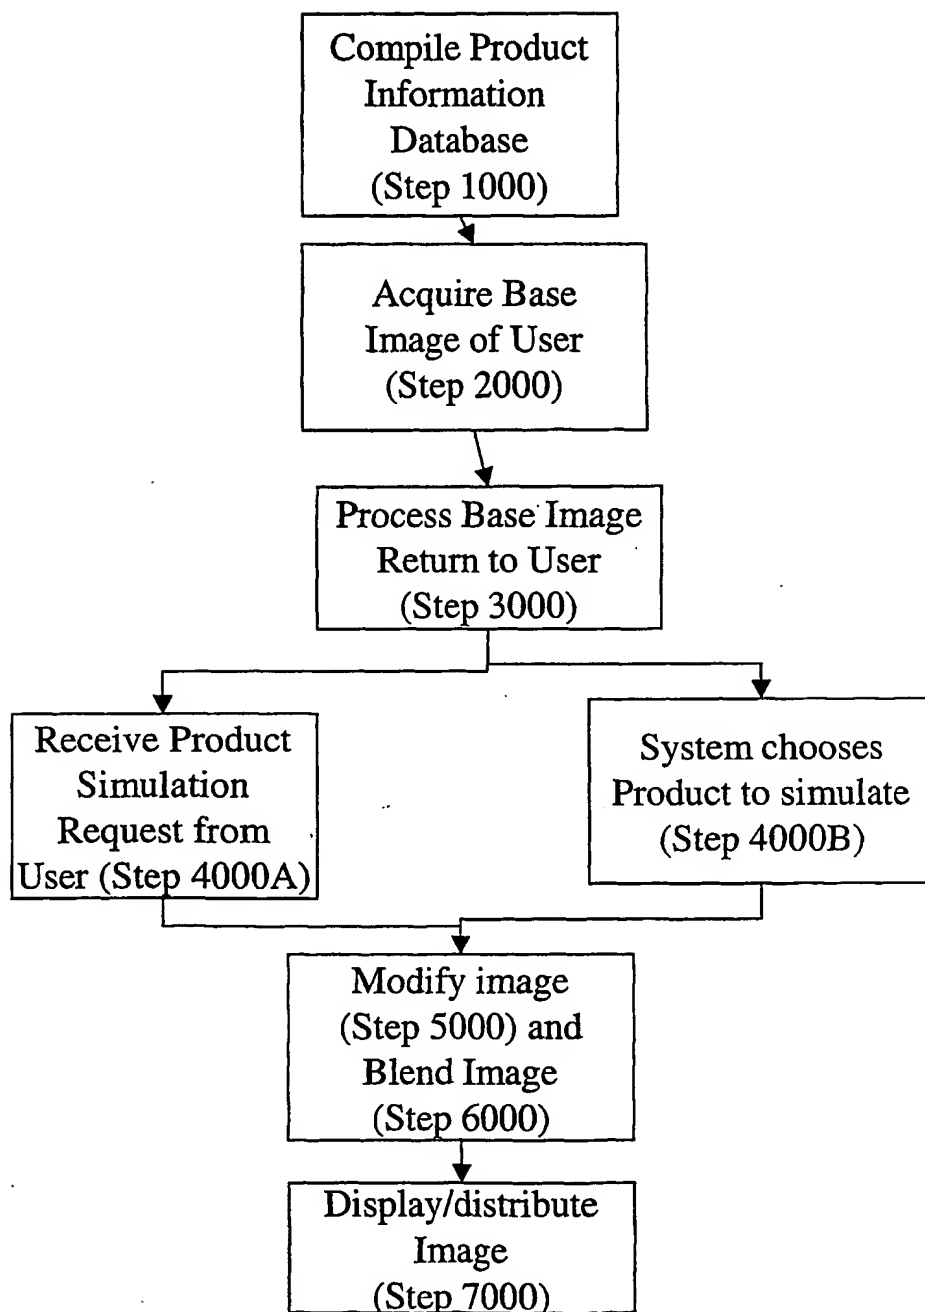 Compile Product
Information
Database
(Step 1000)
Acquire Base
Image of User
(Step 2000)
Process Base Image
Return to User
(Step 3000)
Receive Product
Simulation
Request from
User (Step 4000A)
System chooses
Product to simulate
(Step 4000B)
Modify image
(Step 5000) and
Blend Image
(Step 6000)
Display/distribute
Image
(Step 7000)